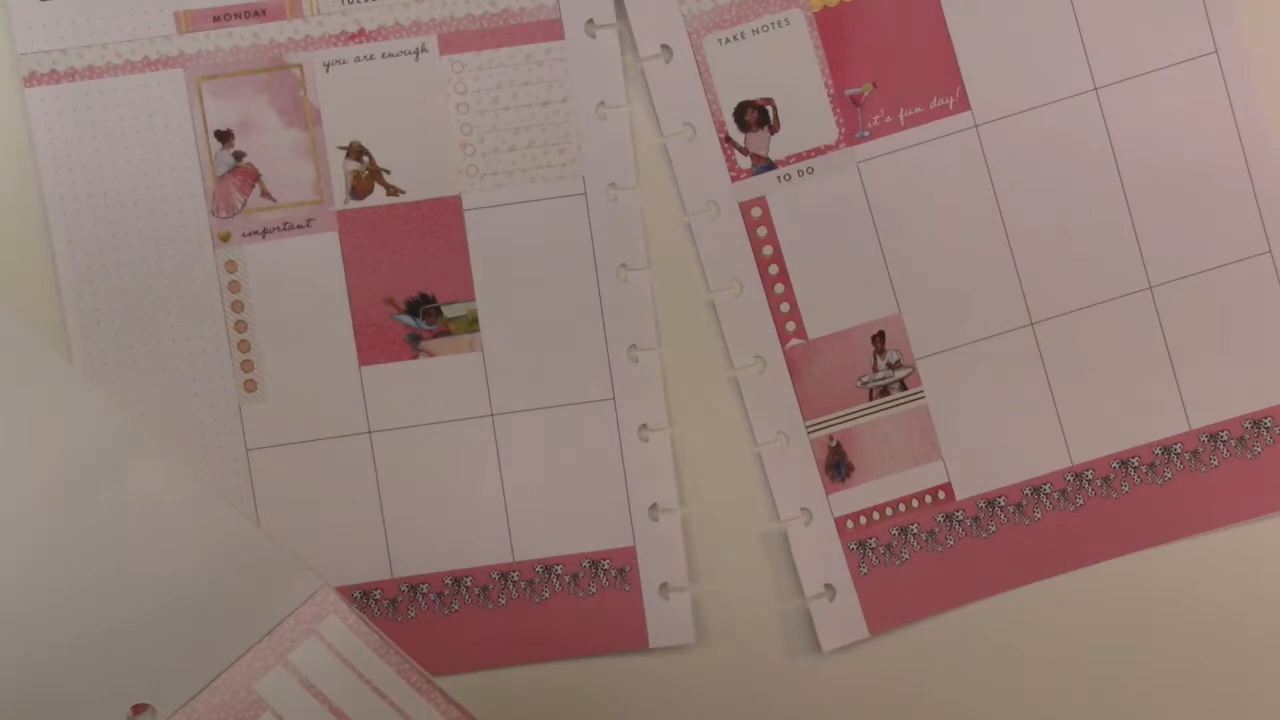 MONDAY
you are enough
important
TAKE NOTES
it's fun day!
TO DO